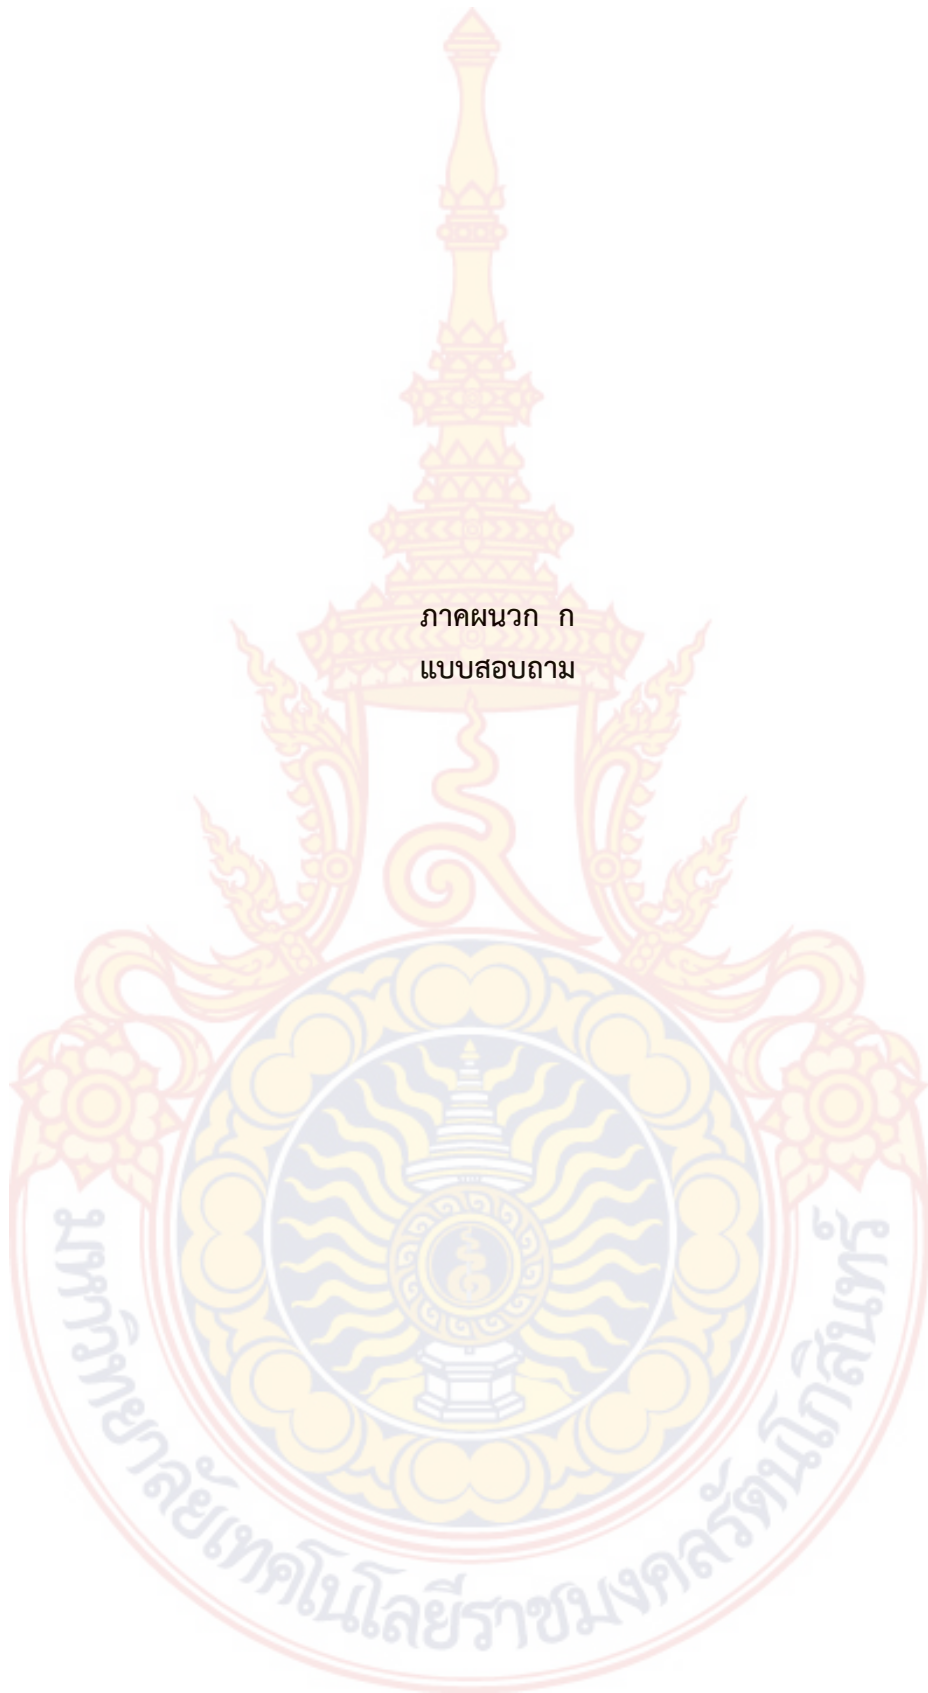 ภาคผนวก ก
แบบสอบถาม
มหาวิทยาลัยเทคโนโลยีราชมงคลรัตนโกสินทร์